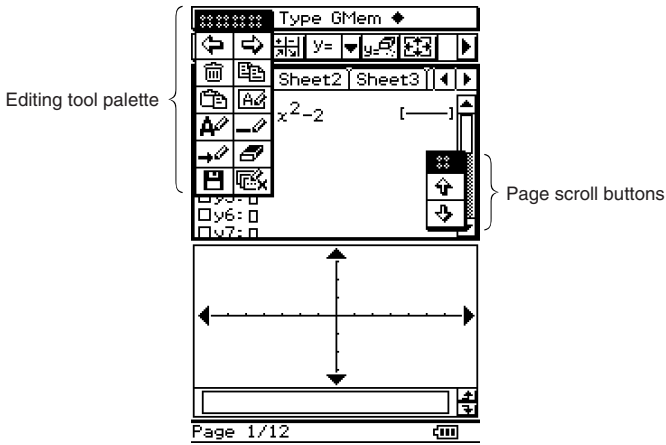 Type GMem ◆
y=
Sheet2 Sheet3
Editing tool palette
x²-2 [—]
Page scroll buttons
y6:▯
y7:▯
Page 1/12